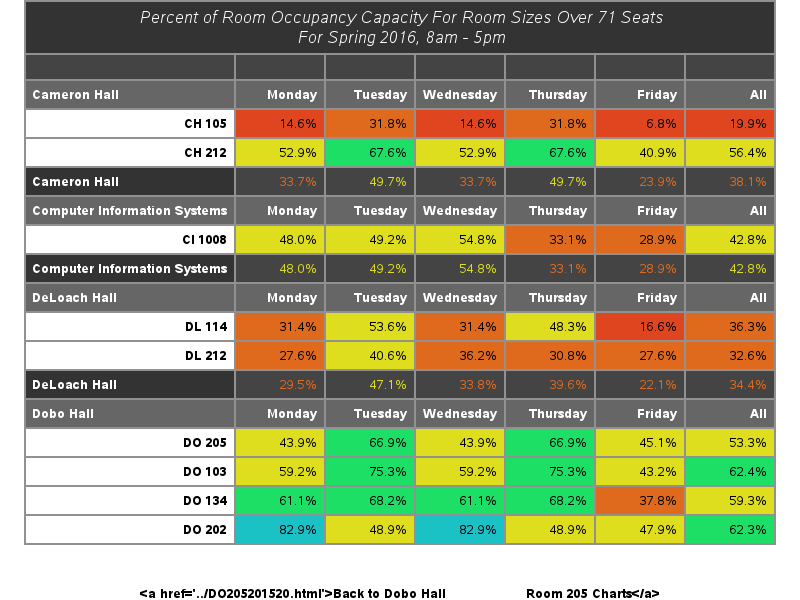 Percent of Room Occupancy Capacity For Room Sizes Over 71 Seats
For Spring 2016, 8am - 5pm
Cameron Hall Monday Tuesday Wednesday Thursday Friday All
CH 105 14.6% 31.8% 14.6% 31.8% 6.8% 19.9%
CH 212 52.9% 67.6% 52.9% 67.6% 40.9% 56.4%
Cameron Hall 33.7% 49.7% 33.7% 49.7% 23.9% 38.1%
Computer Information Systems Monday Tuesday Wednesday Thursday Friday All
CI 1008 48.0% 49.2% 54.8% 33.1% 28.9% 42.8%
Computer Information Systems 48.0% 49.2% 54.8% 33.1% 28.9% 42.8%
DeLoach Hall Monday Tuesday Wednesday Thursday Friday All
DL 114 31.4% 53.6% 31.4% 48.3% 16.6% 36.3%
DL 212 27.6% 40.6% 36.2% 30.8% 27.6% 32.6%
DeLoach Hall 29.5% 47.1% 33.8% 39.6% 22.1% 34.4%
Dobo Hall Monday Tuesday Wednesday Thursday Friday All
DO 205 43.9% 66.9% 43.9% 66.9% 45.1% 53.3%
DO 103 59.2% 75.3% 59.2% 75.3% 43.2% 62.4%
DO 134 61.1% 68.2% 61.1% 68.2% 37.8% 59.3%
DO 202 82.9% 48.9% 82.9% 48.9% 47.9% 62.3%
<a href='../DO205201520.html'>Back to Dobo Hall Room 205 Charts</a>